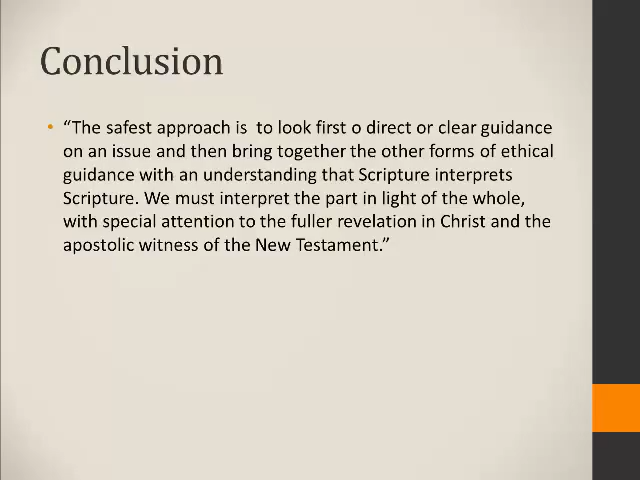 Conclusion
• “The safest approach is  to look first o direct or clear guidance
on an issue and then bring together the other forms of ethical
guidance with an understanding that Scripture interprets
Scripture. We must interpret the part in light of the whole,
with special attention to the fuller revelation in Christ and the
apostolic witness of the New Testament.”